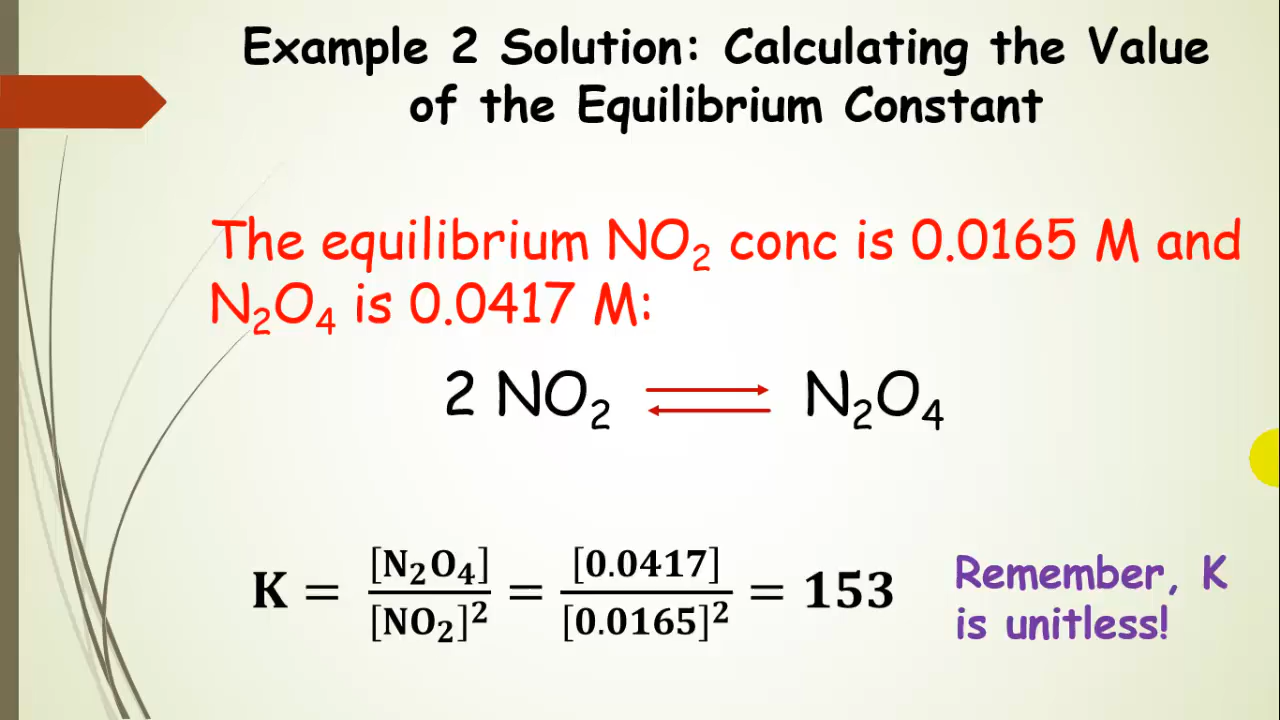 Example 2 Solution: Calculating the Value
of the Equilibrium Constant
The equilibrium NO₂ conc is 0.0165 M and
N₂O₄ is 0.0417 M:
2 NO₂ ⇌ N₂O₄
K = [N₂O₄]/[NO₂]² = [0.0417]/[0.0165]² = 153
Remember, K
is unitless!